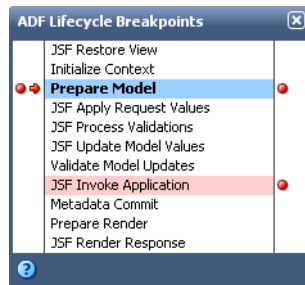 ADF Lifecycle Breakpoints
JSF Restore View
Initialize Context
Prepare Model
JSF Apply Request Values
JSF Process Validations
JSF Update Model Values
Validate Model Updates
JSF Invoke Application
Metadata Commit
Prepare Render
JSF Render Response
?